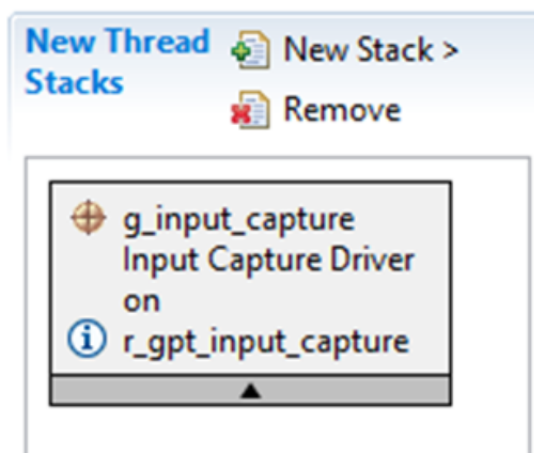 New Thread
Stacks
New Stack >
Remove
g_input_capture
Input Capture Driver
on
r_gpt_input_capture